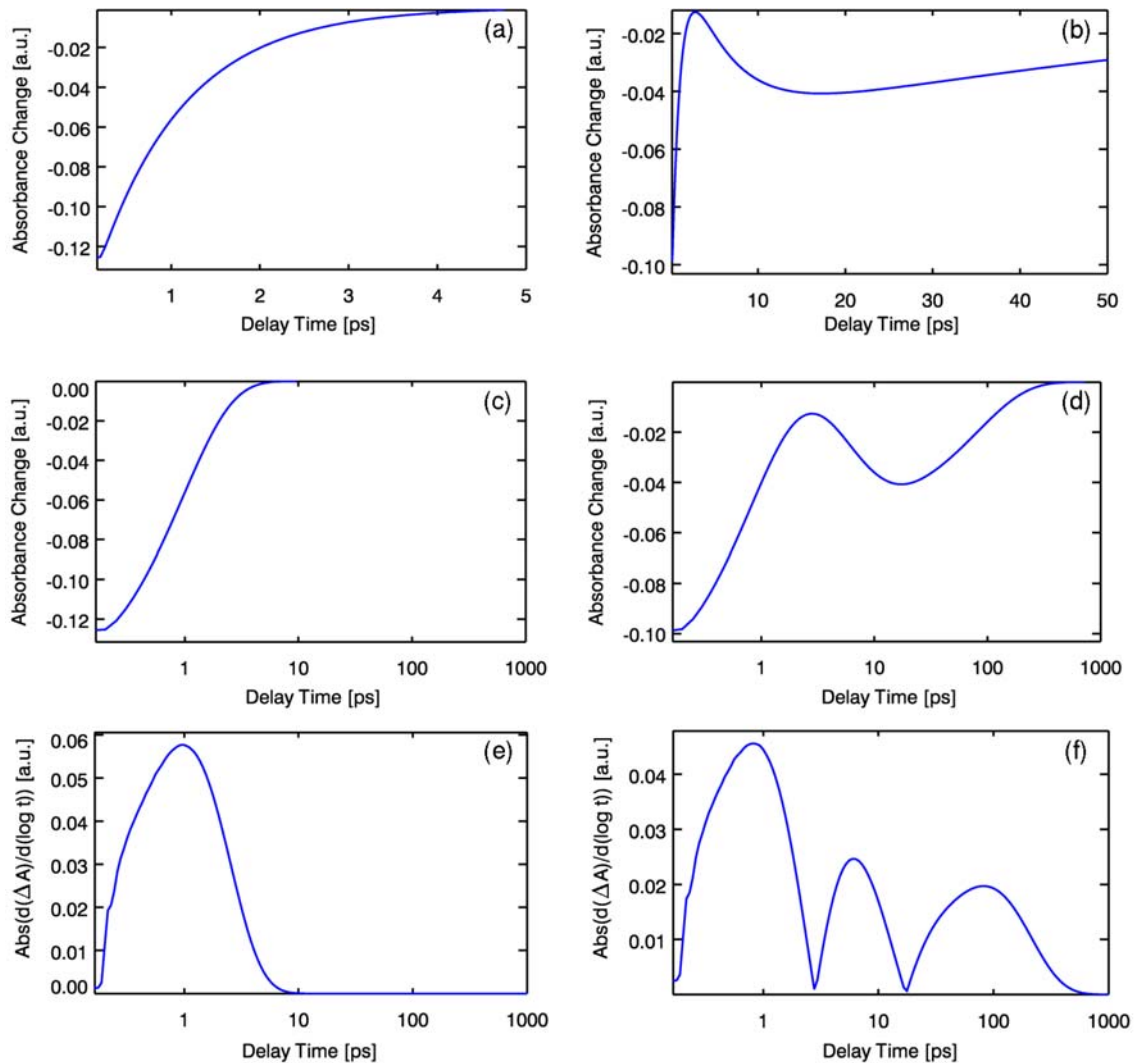 (a)
Absorbance Change [a.u.]
-0.02
-0.04
-0.06
-0.08
-0.10
-0.12
1 2 3 4 5
Delay Time [ps]
(b)
Absorbance Change [a.u.]
-0.02
-0.04
-0.06
-0.08
-0.10
10 20 30 40 50
Delay Time [ps]
(c)
Absorbance Change [a.u.]
0.00
-0.02
-0.04
-0.06
-0.08
-0.10
-0.12
1 10 100 1000
Delay Time [ps]
(d)
Absorbance Change [a.u.]
-0.02
-0.04
-0.06
-0.08
-0.10
1 10 100 1000
Delay Time [ps]
(e)
Abs(d(ΔA)/d(log t)) [a.u.]
0.06
0.05
0.04
0.03
0.02
0.01
0.00
1 10 100 1000
Delay Time [ps]
(f)
Abs(d(ΔA)/d(log t)) [a.u.]
0.04
0.03
0.02
0.01
1 10 100 1000
Delay Time [ps]